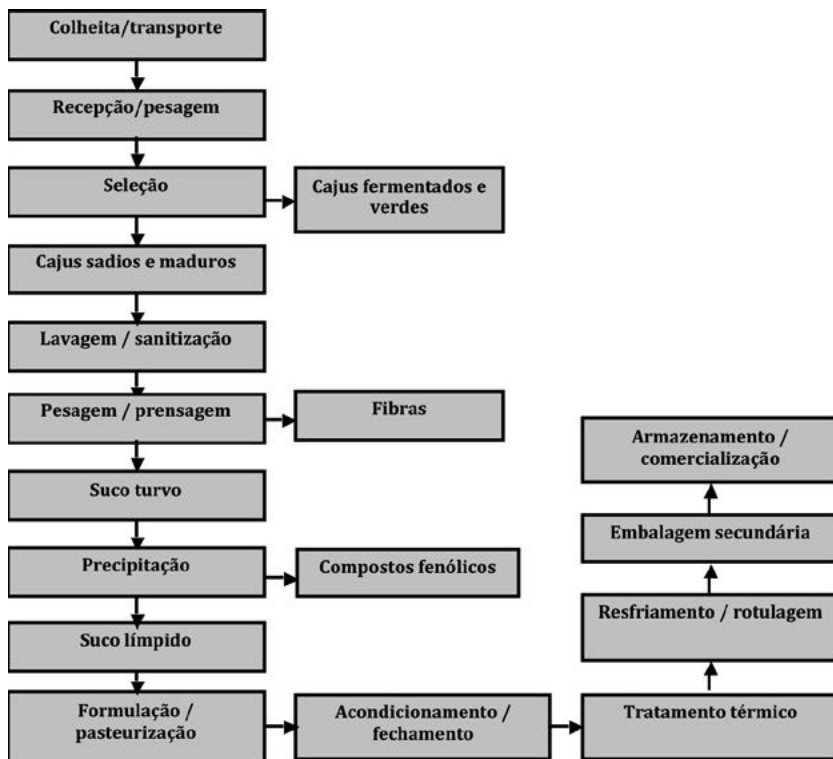 Colheita/transporte
Recepção/pesagem
Seleção
Cajus fermentados e
verdes
Cajus sadios e maduros
Lavagem / sanitização
Pesagem / prensagem
Fibras
Suco turvo
Precipitação
Compostos fenólicos
Suco límpido
Formulação /
pasteurização
Acondicionamento /
fechamento
Tratamento térmico
Resfriamento / rotulagem
Embalagem secundária
Armazenamento /
comercialização